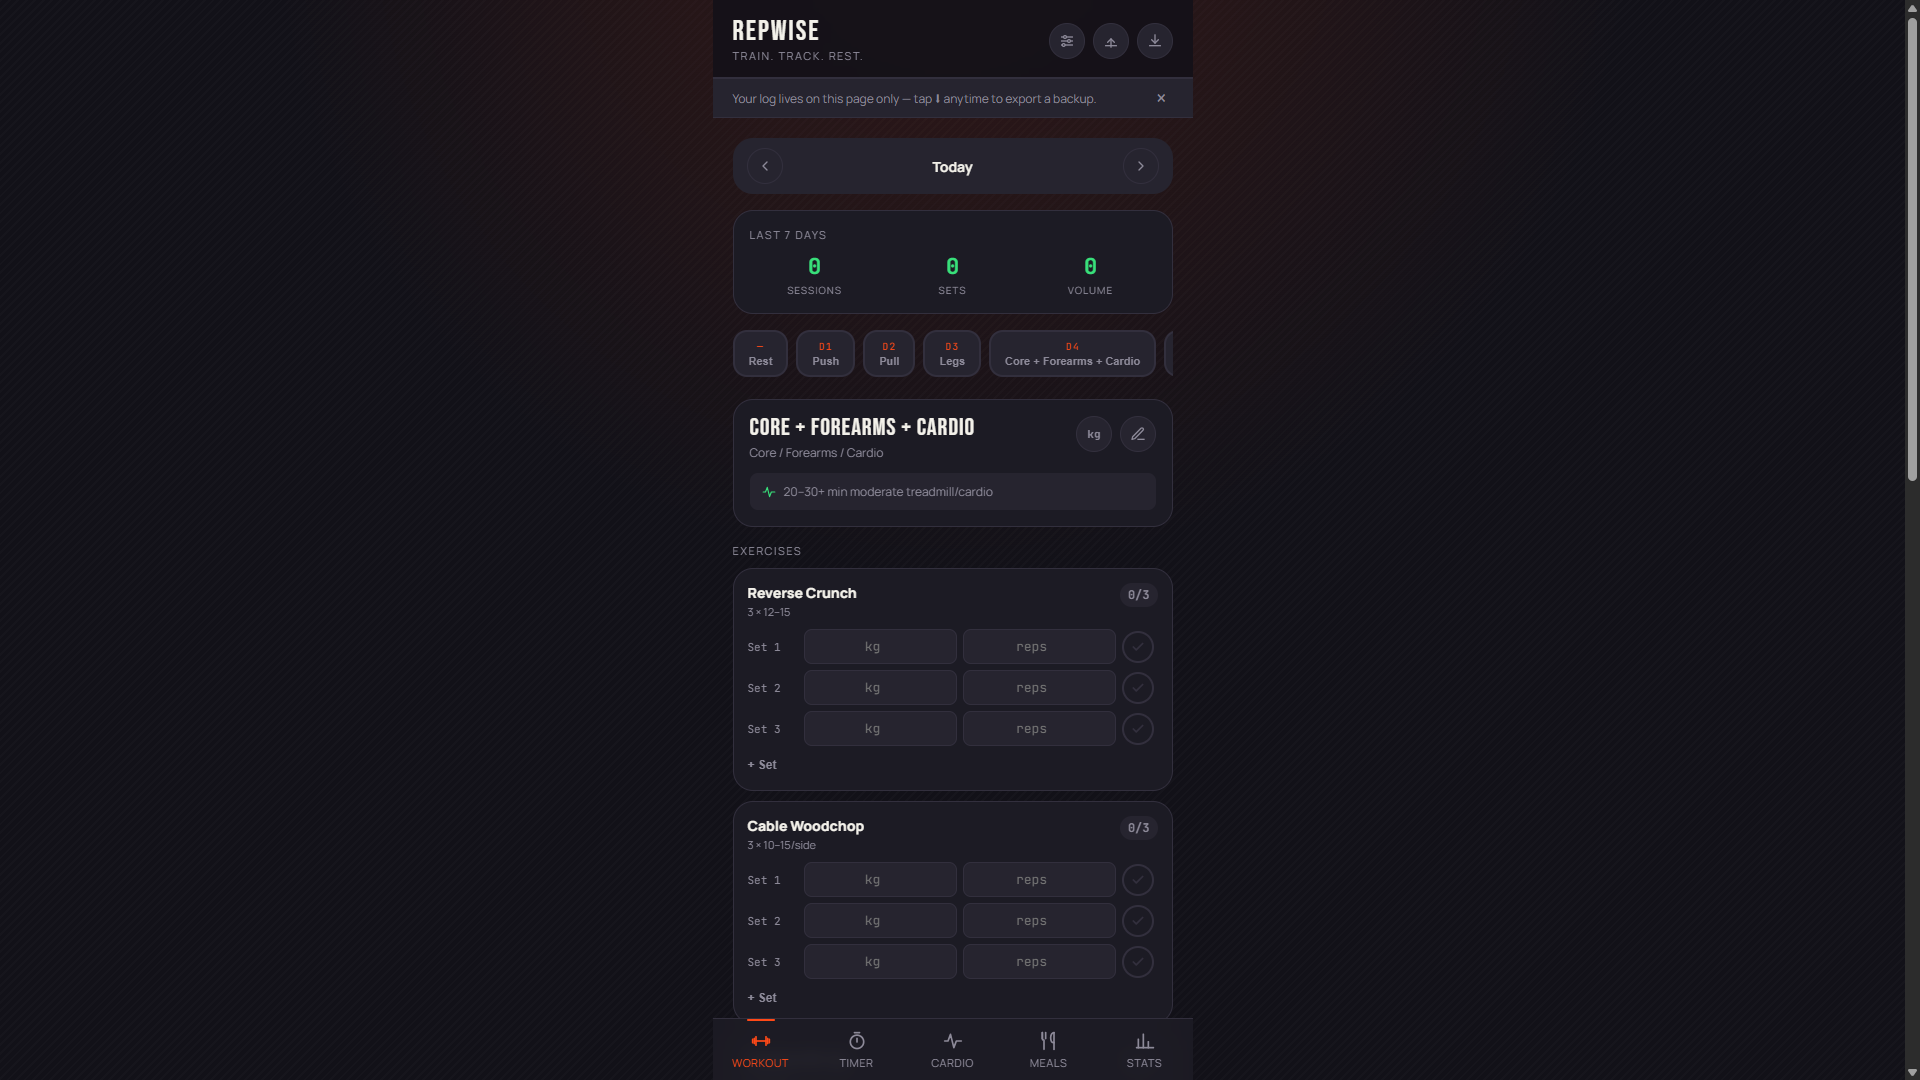 REPWISE
TRAIN. TRACK. REST.
Your log lives on this page only — tap ⬇ anytime to export a backup.
Today
LAST 7 DAYS
0 0 0
SESSIONS SETS VOLUME
– D1 D2 D3 D4
Rest Push Pull Legs Core + Forearms + Cardio
CORE + FOREARMS + CARDIO
kg
Core / Forearms / Cardio
20–30+ min moderate treadmill/cardio
EXERCISES
Reverse Crunch
0/3
3 × 12–15
Set 1 kg reps
Set 2 kg reps
Set 3 kg reps
+ Set
Cable Woodchop
0/3
3 × 10–15/side
Set 1 kg reps
Set 2 kg reps
Set 3 kg reps
+ Set
WORKOUT TIMER CARDIO MEALS STATS